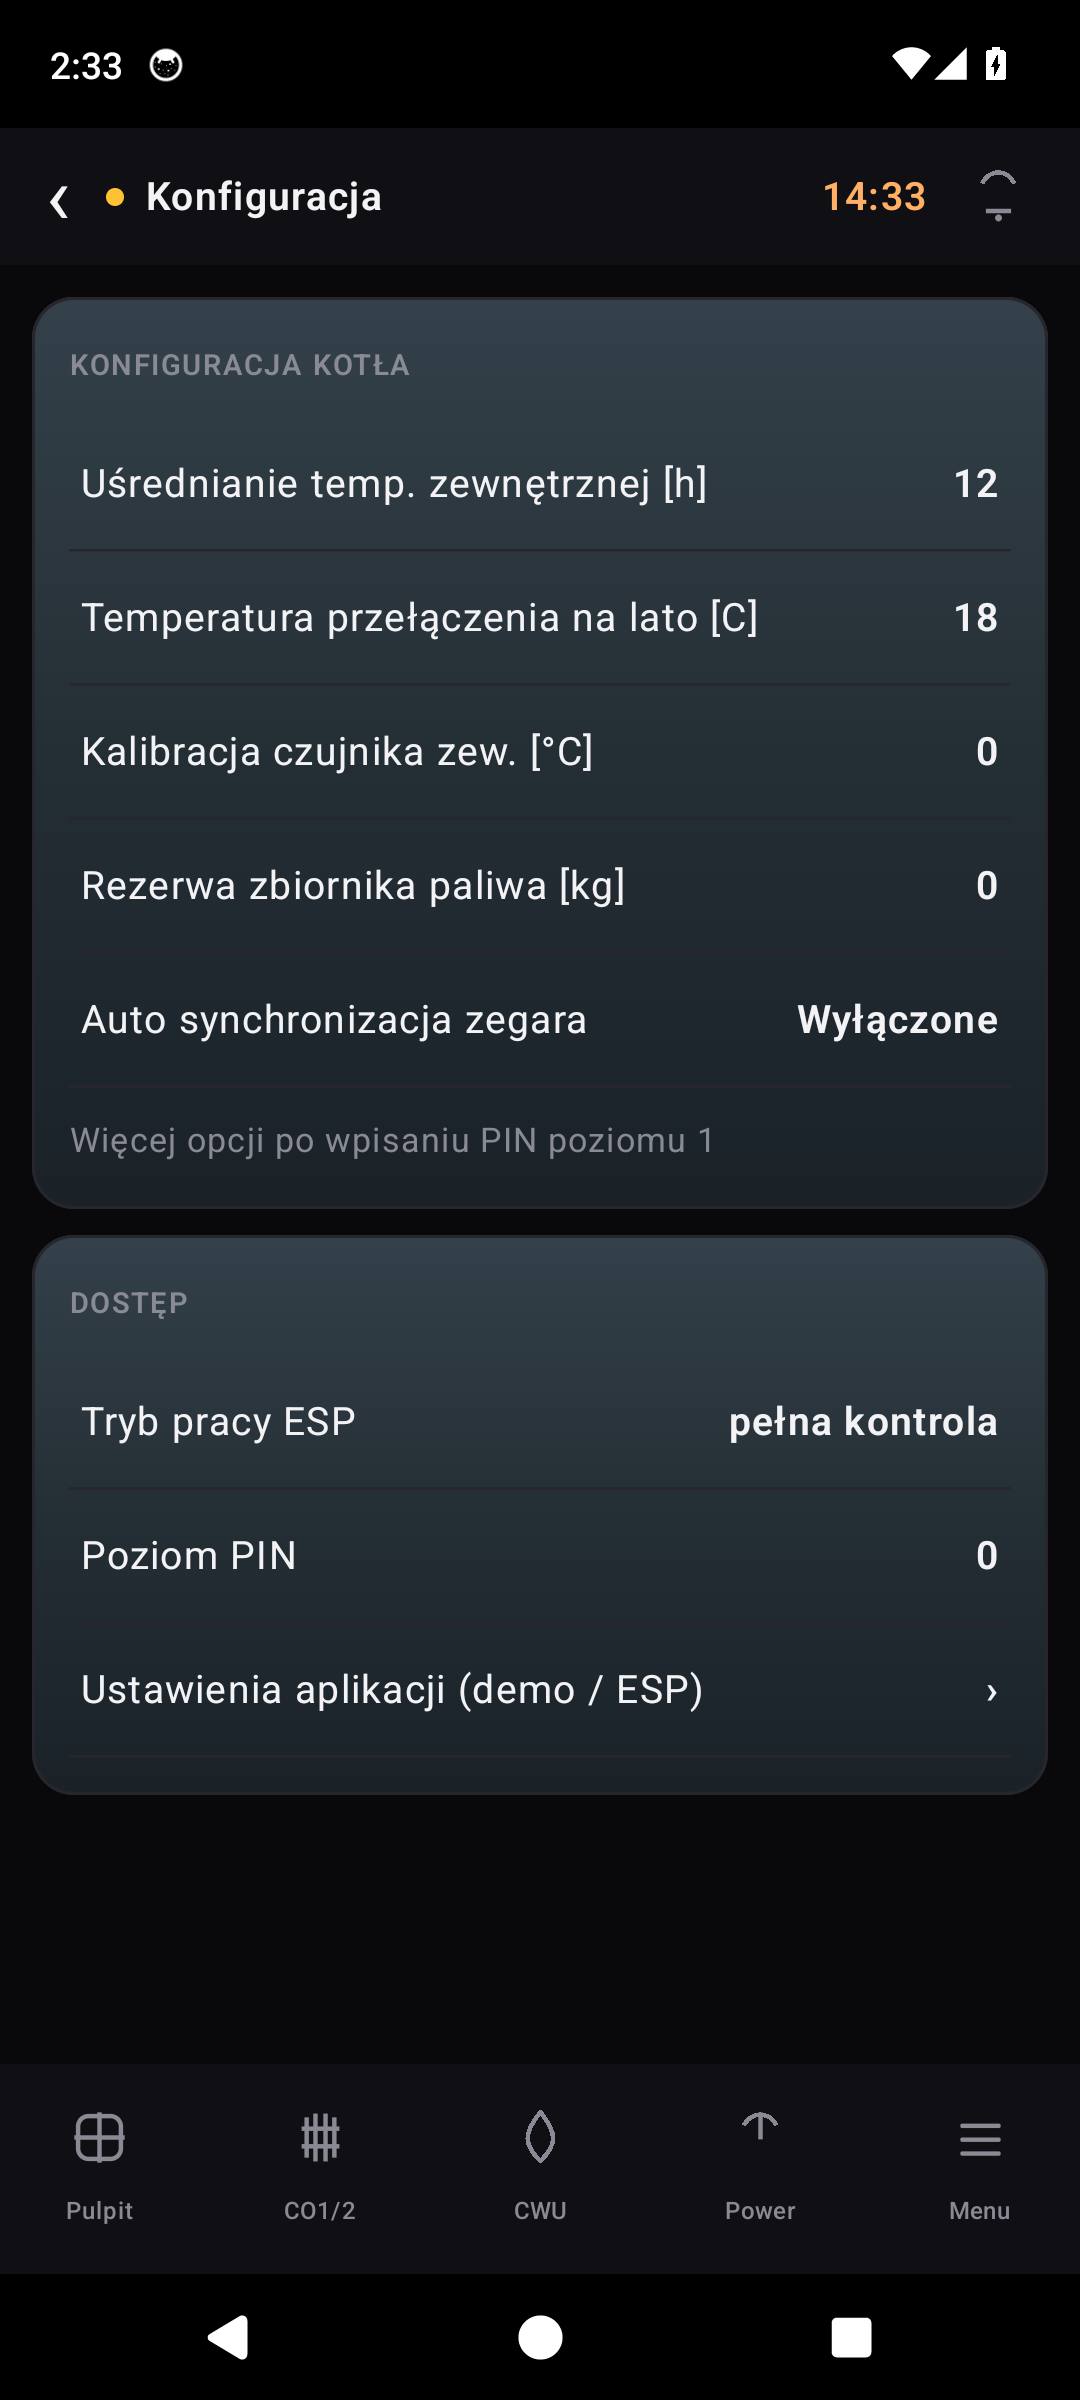 2:33
Konfiguracja
14:33
KONFIGURACJA KOTŁA
Uśrednianie temp. zewnętrznej [h] 12
Temperatura przełączenia na lato [C] 18
Kalibracja czujnika zew. [°C] 0
Rezerwa zbiornika paliwa [kg] 0
Auto synchronizacja zegara Wyłączone
Więcej opcji po wpisaniu PIN poziomu 1
DOSTĘP
Tryb pracy ESP pełna kontrola
Poziom PIN 0
Ustawienia aplikacji (demo / ESP) ›
Pulpit CO1/2 CWU Power Menu